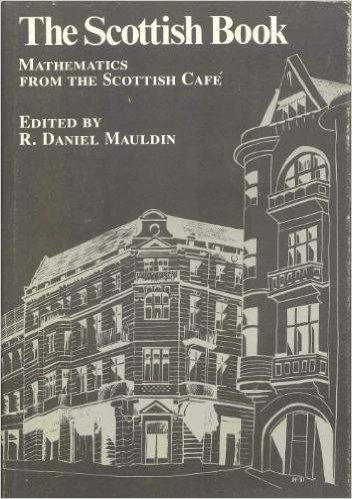 The Scottish Book
MATHEMATICS
FROM THE SCOTTISH CAFÉ
EDITED BY
R. DANIEL MAULDIN